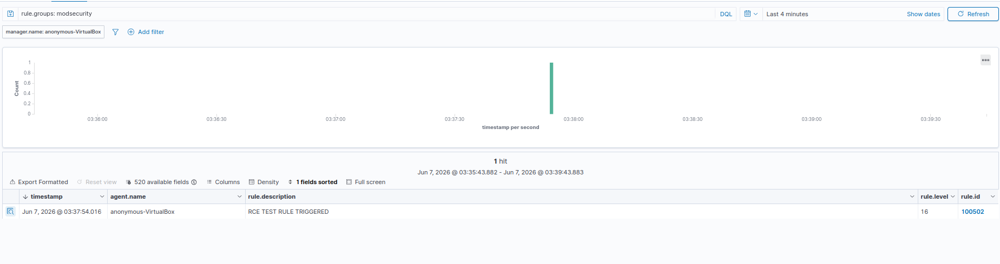 rule.groups: modsecurity DQL Last 4 minutes Show dates Refresh
manager.name: anonymous-VirtualBox Add filter
1
0.8
0.6
0.4
0.2
0
Count
03:36:00 03:36:30 03:37:00 03:37:30 03:38:00 03:38:30 03:39:00 03:39:30
timestamp per second
1 hit
Jun 7, 2026 @ 03:35:43.882 - Jun 7, 2026 @ 03:39:43.883
Export Formatted Reset view 520 available fields Columns Density 1 fields sorted Full screen
timestamp agent.name rule.description rule.level rule.id
Jun 7, 2026 @ 03:37:54.016 anonymous-VirtualBox RCE TEST RULE TRIGGERED 16 100502